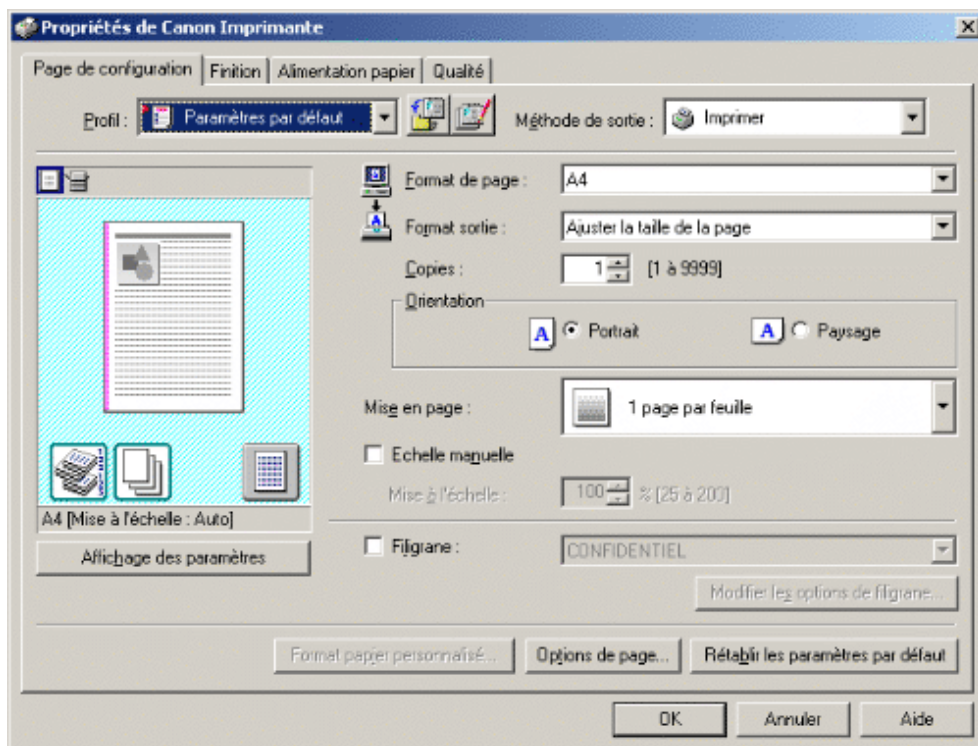 Propriétés de Canon Imprimante
Page de configuration Finition Alimentation papier Qualité
Profil : Paramètres par défaut Méthode de sortie : Imprimer
Format de page : A4
Format sortie : Ajuster la taille de la page
Copies : 1 [1 à 9999]
Orientation
A Portrait A Paysage
Mise en page : 1 page par feuille
Echelle manuelle
Mise à l'échelle : 100 % [25 à 200]
A4 [Mise à l'échelle : Auto]
Affichage des paramètres
Filigrane : CONFIDENTIEL
Modifier les options de filigrane...
Format papier personnalisé... Options de page... Rétablir les paramètres par défaut
OK Annuler Aide